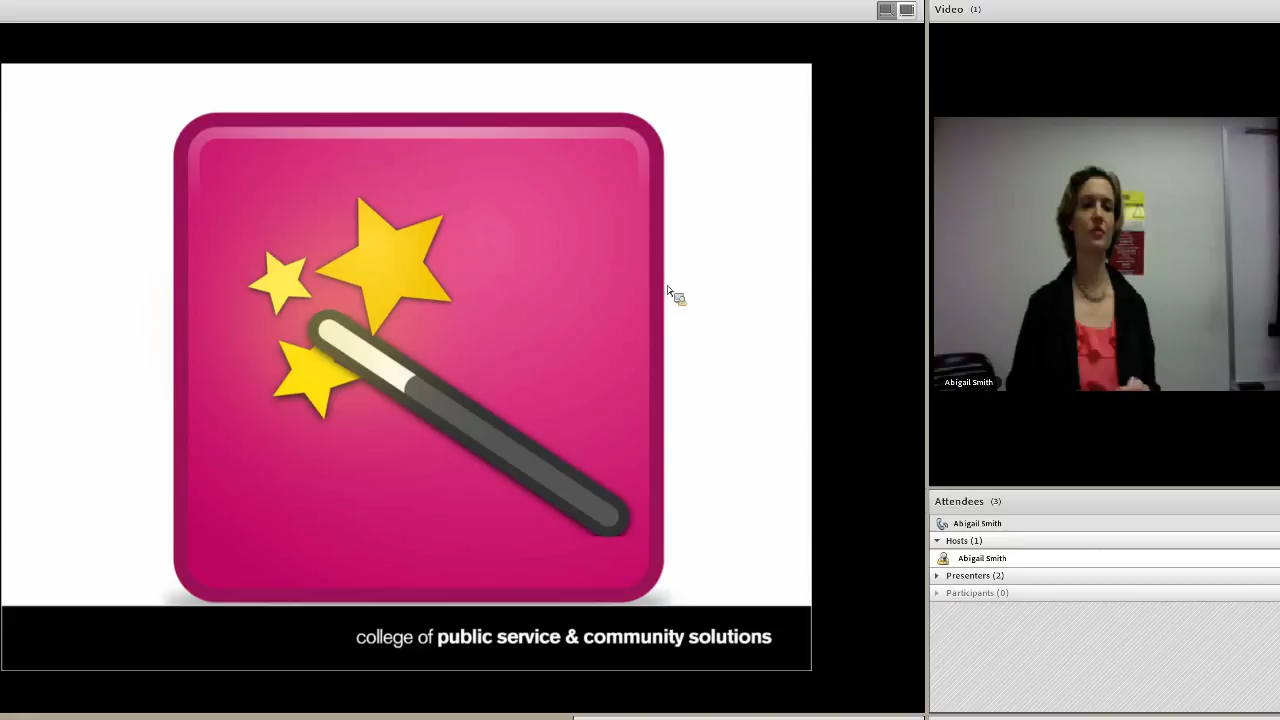 Video (1)
Abigail Smith
college of public service & community solutions
Attendees (3)
Abigail Smith
Hosts (1)
Abigail Smith
Presenters (2)
Participants (0)